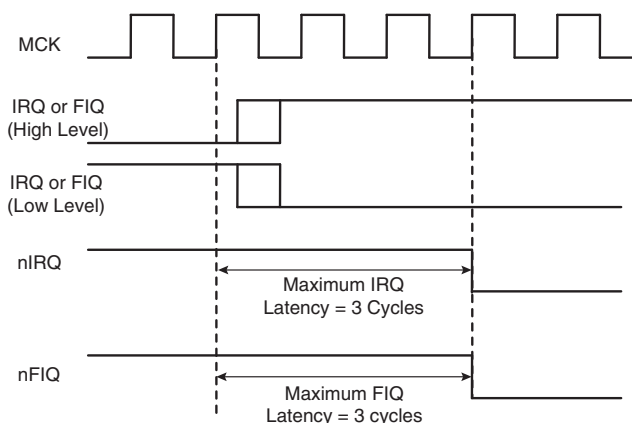 MCK
IRQ or FIQ
(High Level)
IRQ or FIQ
(Low Level)
nIRQ
Maximum IRQ
Latency = 3 Cycles
nFIQ
Maximum FIQ
Latency = 3 cycles